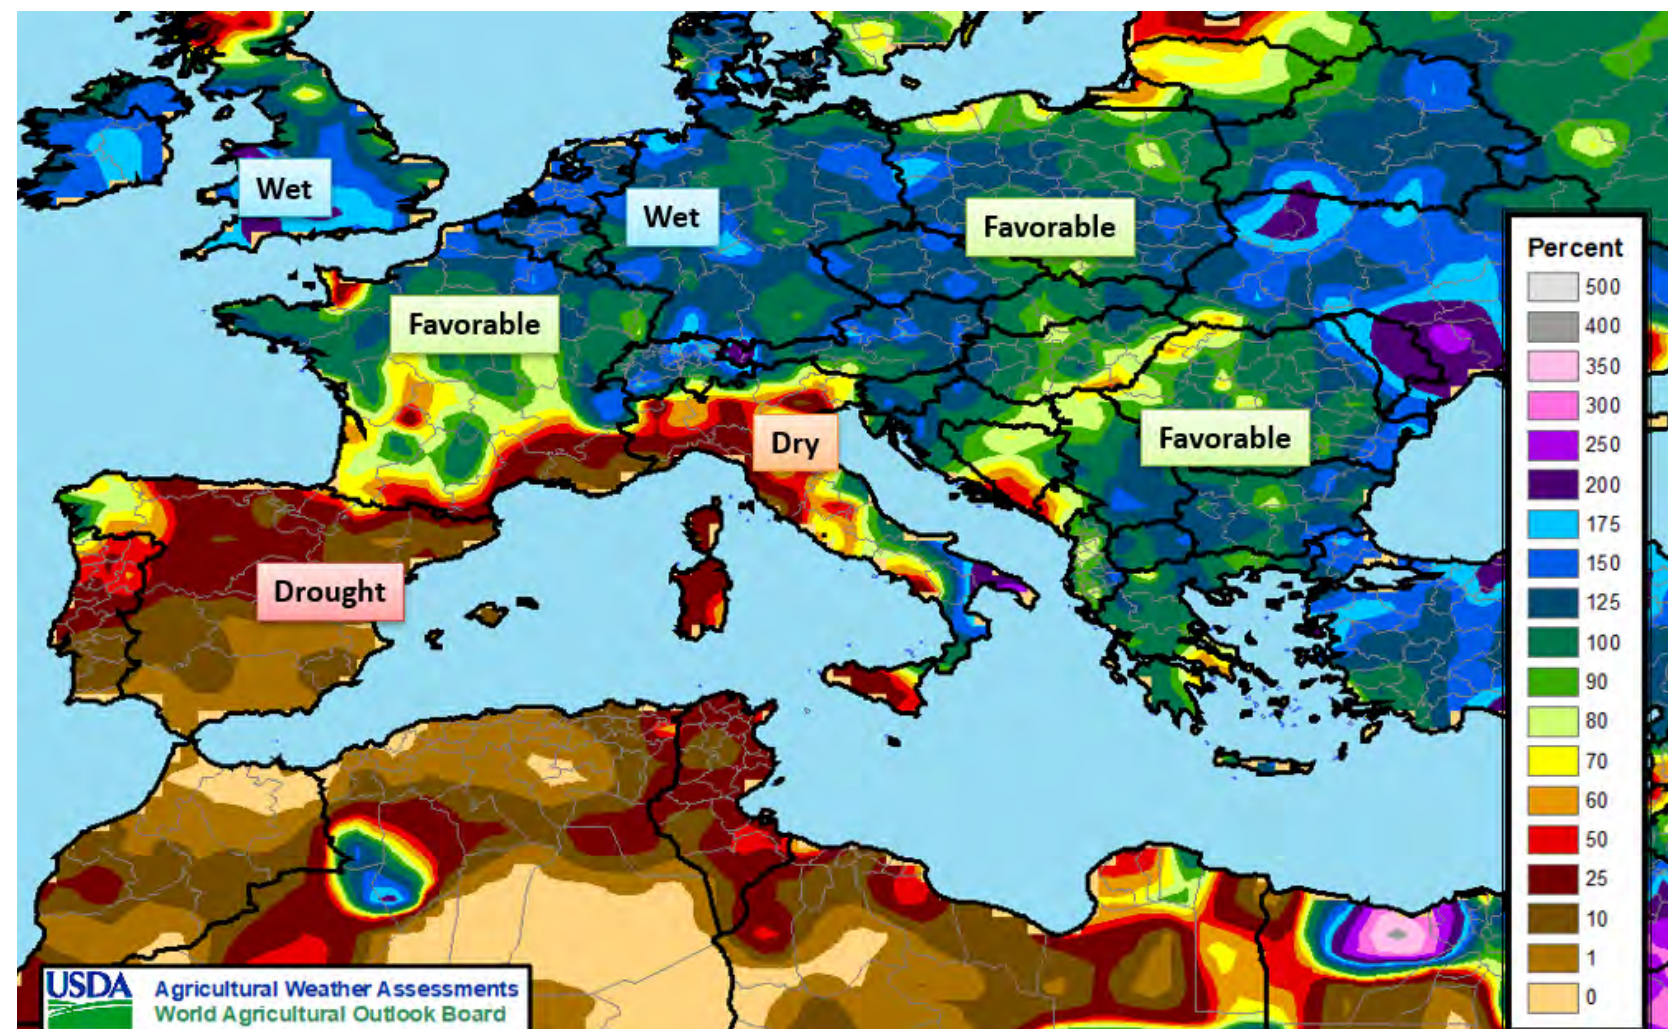 Wet
Wet
Favorable
Favorable
Favorable
Dry
Drought
Percent
500
400
350
300
250
200
175
150
125
100
90
80
70
60
50
25
10
1
0
USDA
Agricultural Weather Assessments
World Agricultural Outlook Board